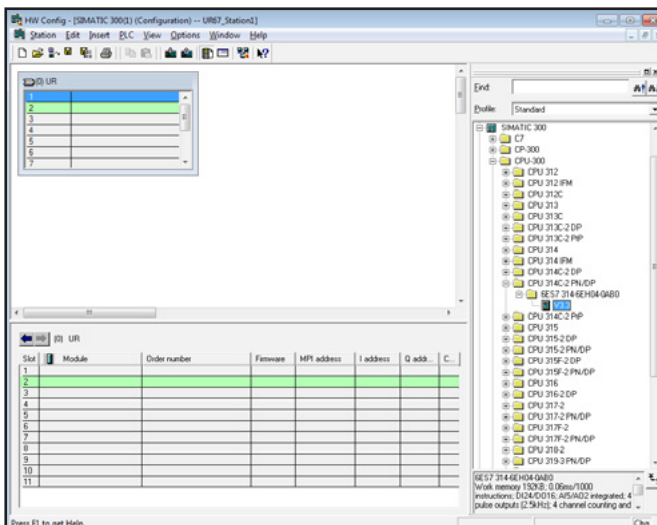 HW Config - [SIMATIC 300(1) (Configuration) -- UR67_Station1]
Station Edit Insert PLC View Options Window Help
(0) UR
1
2
3
4
5
6
7
Find:
Profile: Standard
SIMATIC 300
C7
CP-300
CPU-300
CPU 312
CPU 312 IFM
CPU 312C
CPU 313
CPU 313C
CPU 313C-2 DP
CPU 313C-2 PtP
CPU 314
CPU 314 IFM
CPU 314C-2 DP
CPU 314C-2 PN/DP
6ES7 314-6EH04-0AB0
V3.3
CPU 314C-2 PtP
CPU 315
CPU 315-2 DP
CPU 315-2 PN/DP
CPU 315F-2 DP
CPU 315F-2 PN/DP
CPU 316
CPU 316-2 DP
CPU 317-2
CPU 317-2 PN/DP
CPU 317F-2
CPU 317F-2 PN/DP
CPU 318-2
CPU 319-3 PN/DP
(0) UR
Slot Module Order number Firmware MPI address I address Q addr... C...
1
2
3
4
5
6
7
8
9
10
11
6ES7 314-6EH04-0AB0
Work memory 192KB; 0.06ms/1000
instructions; DI24/DO16; AI5/AO2 integrated; 4
pulse outputs (2.5kHz); 4 channel counting and
Press F1 to get Help.
Chg